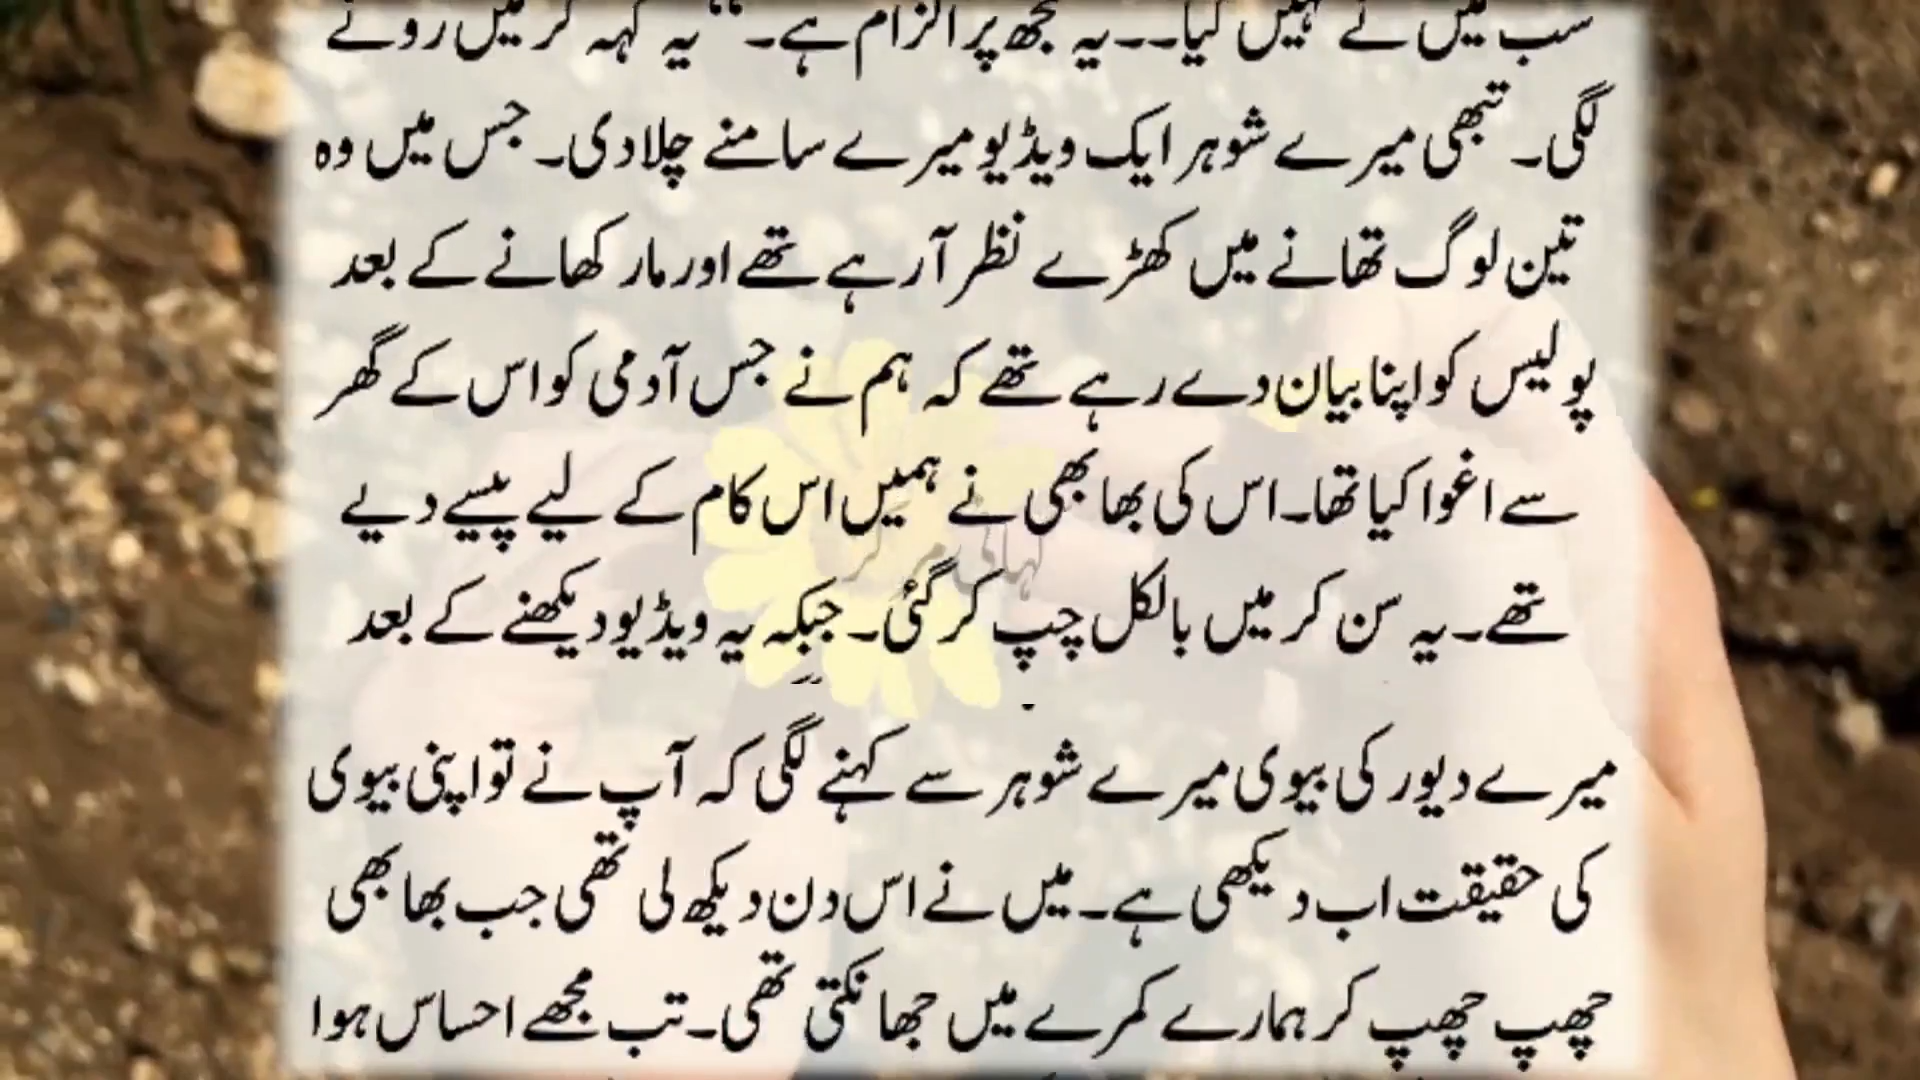 سب میں نے نہیں کیا۔۔یہ مجھ پر الزام ہے۔“یہ کہہ کر میں رونے
لگی۔ تبھی میرے شوہر ایک ویڈیو میرے سامنے چلا دی۔ جس میں وہ
تین لوگ تھانے میں کھڑے نظر آ رہے تھے اور مار کھانے کے بعد
پولیس کو اپنا بیان دے رہے تھے کہ ہم نے جس آدمی کو اس کے گھر
سے اغوا کیا تھا۔ اس کی بھابھی نے ہمیں اس کام کے لیے پیسے دیے
تھے۔ یہ سن کر میں بالکل چپ کر گئی۔ جبکہ یہ ویڈیو دیکھنے کے بعد
میرے دیور کی بیوی میرے شوہر سے کہنے لگی کہ آپ نے تو اپنی بیوی
کی حقیقت اب دیکھی ہے۔ میں نے اس دن دیکھ لی تھی جب بھابھی
چھپ چھپ کر ہمارے کمرے میں جھانکتی تھی۔ تب مجھے احساس ہوا